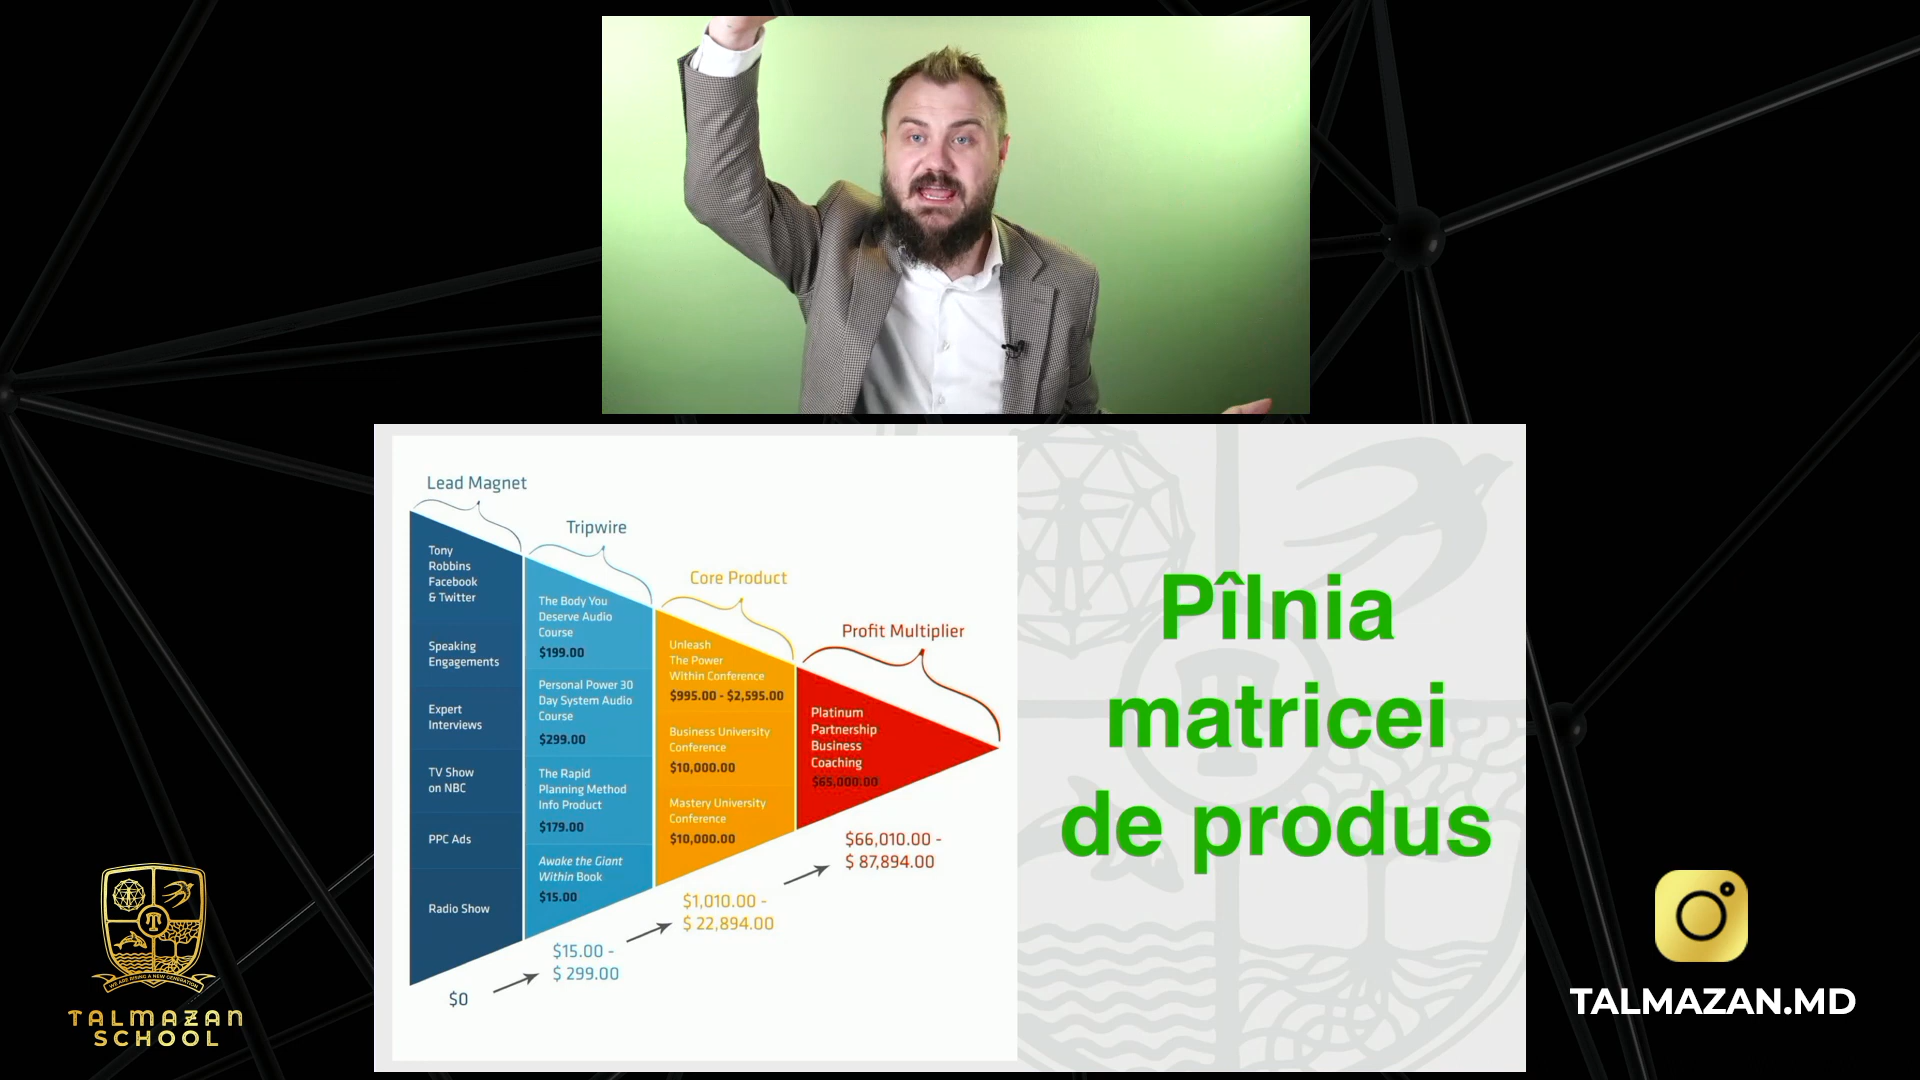 Lead Magnet
Tony
Robbins
Facebook
& Twitter
Speaking
Engagements
Expert
Interviews
TV Show
on NBC
PPC Ads
Radio Show
$0
Tripwire
The Body You
Deserve Audio
Course
$199.00
Personal Power 30
Day System Audio
Course
$299.00
The Rapid
Planning Method
Info Product
$179.00
Awake the Giant
Within Book
$15.00
$15.00 -
$ 299.00
Core Product
Unleash
The Power
Within Conference
$995.00 - $2,595.00
Business University
Conference
$10,000.00
Mastery University
Conference
$10,000.00
$1,010.00 -
$ 22,894.00
Profit Multiplier
Platinum
Partnership
Business
Coaching
$65,000.00
$66,010.00 -
$ 87,894.00
Pîlnia
matricei
de produs
WE ARE RISING A NEW GENERATION
TALMAZAN
SCHOOL
TALMAZAN.MD